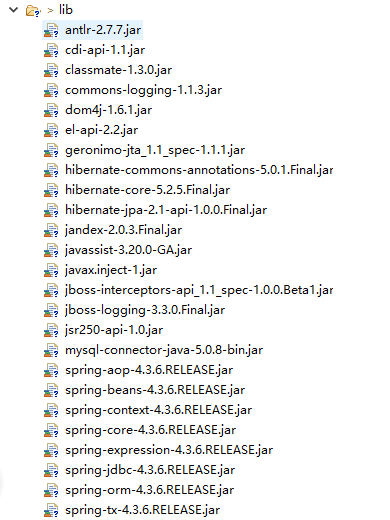 > lib
antlr-2.7.7.jar
cdi-api-1.1.jar
classmate-1.3.0.jar
commons-logging-1.1.3.jar
dom4j-1.6.1.jar
el-api-2.2.jar
geronimo-jta_1.1_spec-1.1.1.jar
hibernate-commons-annotations-5.0.1.Final.jar
hibernate-core-5.2.5.Final.jar
hibernate-jpa-2.1-api-1.0.0.Final.jar
jandex-2.0.3.Final.jar
javassist-3.20.0-GA.jar
javax.inject-1.jar
jboss-interceptors-api_1.1_spec-1.0.0.Beta1.jar
jboss-logging-3.3.0.Final.jar
jsr250-api-1.0.jar
mysql-connector-java-5.0.8-bin.jar
spring-aop-4.3.6.RELEASE.jar
spring-beans-4.3.6.RELEASE.jar
spring-context-4.3.6.RELEASE.jar
spring-core-4.3.6.RELEASE.jar
spring-expression-4.3.6.RELEASE.jar
spring-jdbc-4.3.6.RELEASE.jar
spring-orm-4.3.6.RELEASE.jar
spring-tx-4.3.6.RELEASE.jar